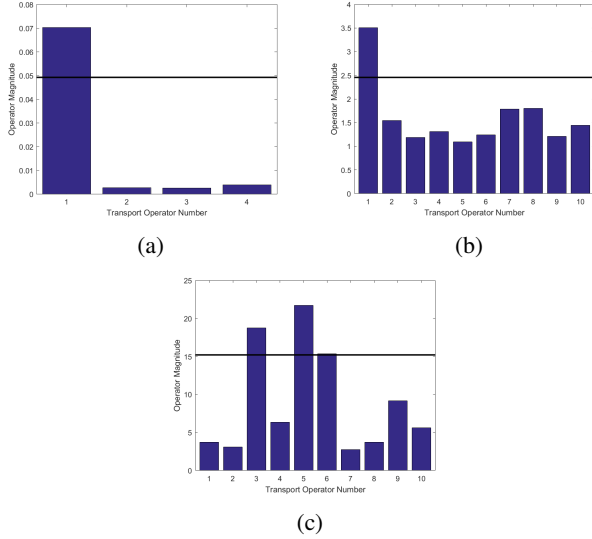 0.08
0.07
0.06
0.05
0.04
0.03
0.02
0.01
0
Operator Magnitude
1 2 3 4
Transport Operator Number
(a)
4
3.5
3
2.5
2
1.5
1
0.5
0
Operator Magnitude
1 2 3 4 5 6 7 8 9 10
Transport Operator Number
(b)
25
20
15
10
5
0
Operator Magnitude
1 2 3 4 5 6 7 8 9 10
Transport Operator Number
(c)